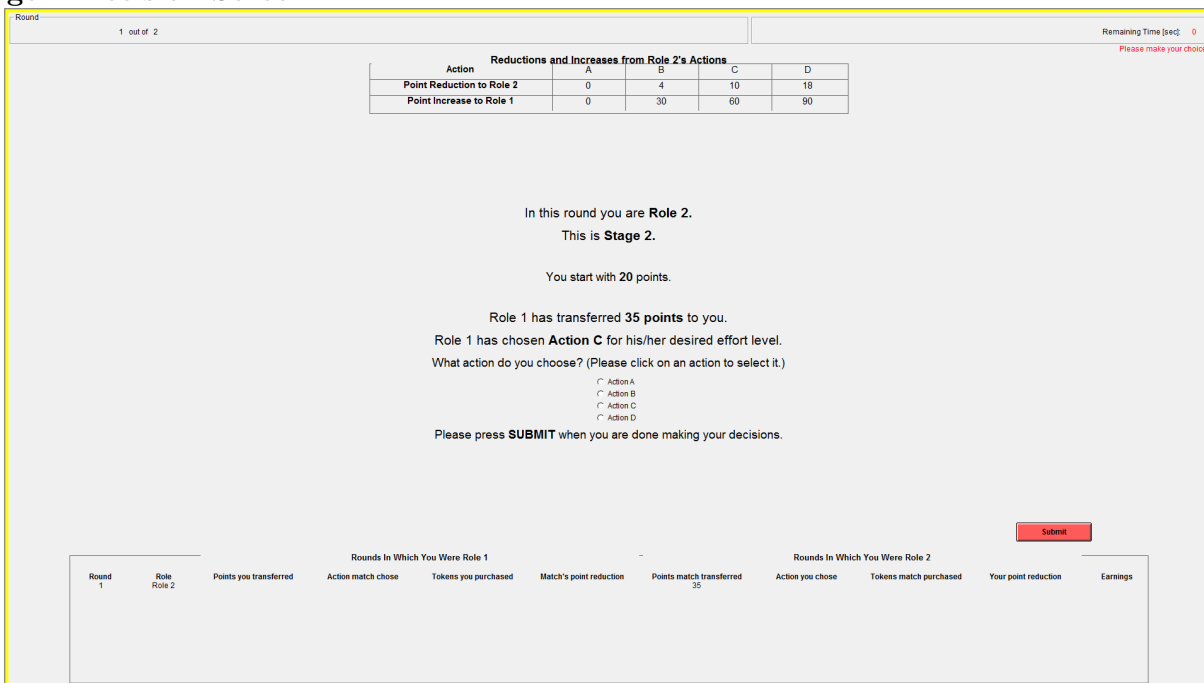 Round
1 out of 2
Remaining Time [sec]: 0
Please make your choice
Reductions and Increases from Role 2's Actions
Action A B C D
Point Reduction to Role 2 0 4 10 18
Point Increase to Role 1 0 30 60 90
In this round you are Role 2.
This is Stage 2.
You start with 20 points.
Role 1 has transferred 35 points to you.
Role 1 has chosen Action C for his/her desired effort level.
What action do you choose? (Please click on an action to select it.)
Action A
Action B
Action C
Action D
Please press SUBMIT when you are done making your decisions.
Submit
Rounds In Which You Were Role 1 Rounds In Which You Were Role 2
Round Role Points you transferred Action match chose Tokens you purchased Match's point reduction Points match transferred Action you chose Tokens match purchased Your point reduction Earnings
1 Role 2 35